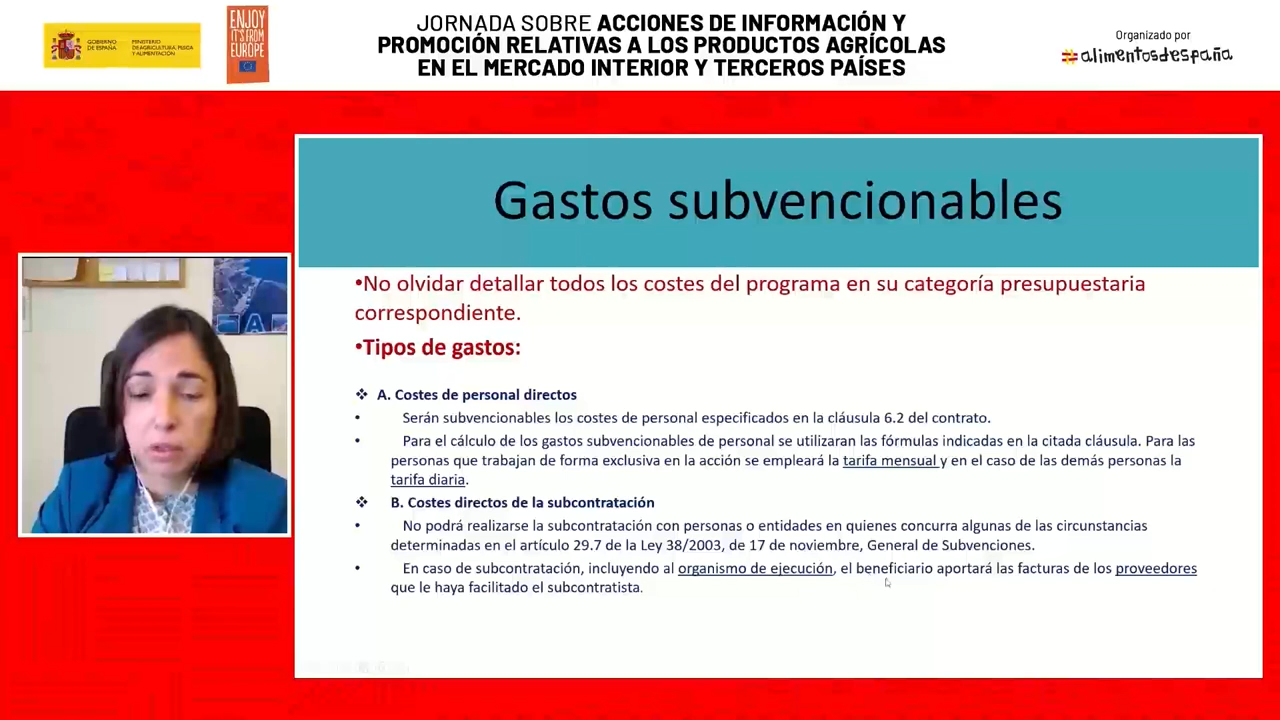 GOBIERNO
DE ESPAÑA
MINISTERIO
DE AGRICULTURA, PESCA
Y ALIMENTACIÓN
ENJOY
IT'S FROM
EUROPE
JORNADA SOBRE ACCIONES DE INFORMACIÓN Y
PROMOCIÓN RELATIVAS A LOS PRODUCTOS AGRÍCOLAS
EN EL MERCADO INTERIOR Y TERCEROS PAÍSES
Organizado por
#alimentosdespaña
Gastos subvencionables
•No olvidar detallar todos los costes del programa en su categoría presupuestaria
correspondiente.
•Tipos de gastos:
❖ A. Costes de personal directos
• Serán subvencionables los costes de personal especificados en la cláusula 6.2 del contrato.
• Para el cálculo de los gastos subvencionables de personal se utilizaran las fórmulas indicadas en la citada cláusula. Para las
personas que trabajan de forma exclusiva en la acción se empleará la tarifa mensual y en el caso de las demás personas la
tarifa diaria.
❖ B. Costes directos de la subcontratación
• No podrá realizarse la subcontratación con personas o entidades en quienes concurra algunas de las circunstancias
determinadas en el artículo 29.7 de la Ley 38/2003, de 17 de noviembre, General de Subvenciones.
• En caso de subcontratación, incluyendo al organismo de ejecución, el beneficiario aportará las facturas de los proveedores
que le haya facilitado el subcontratista.